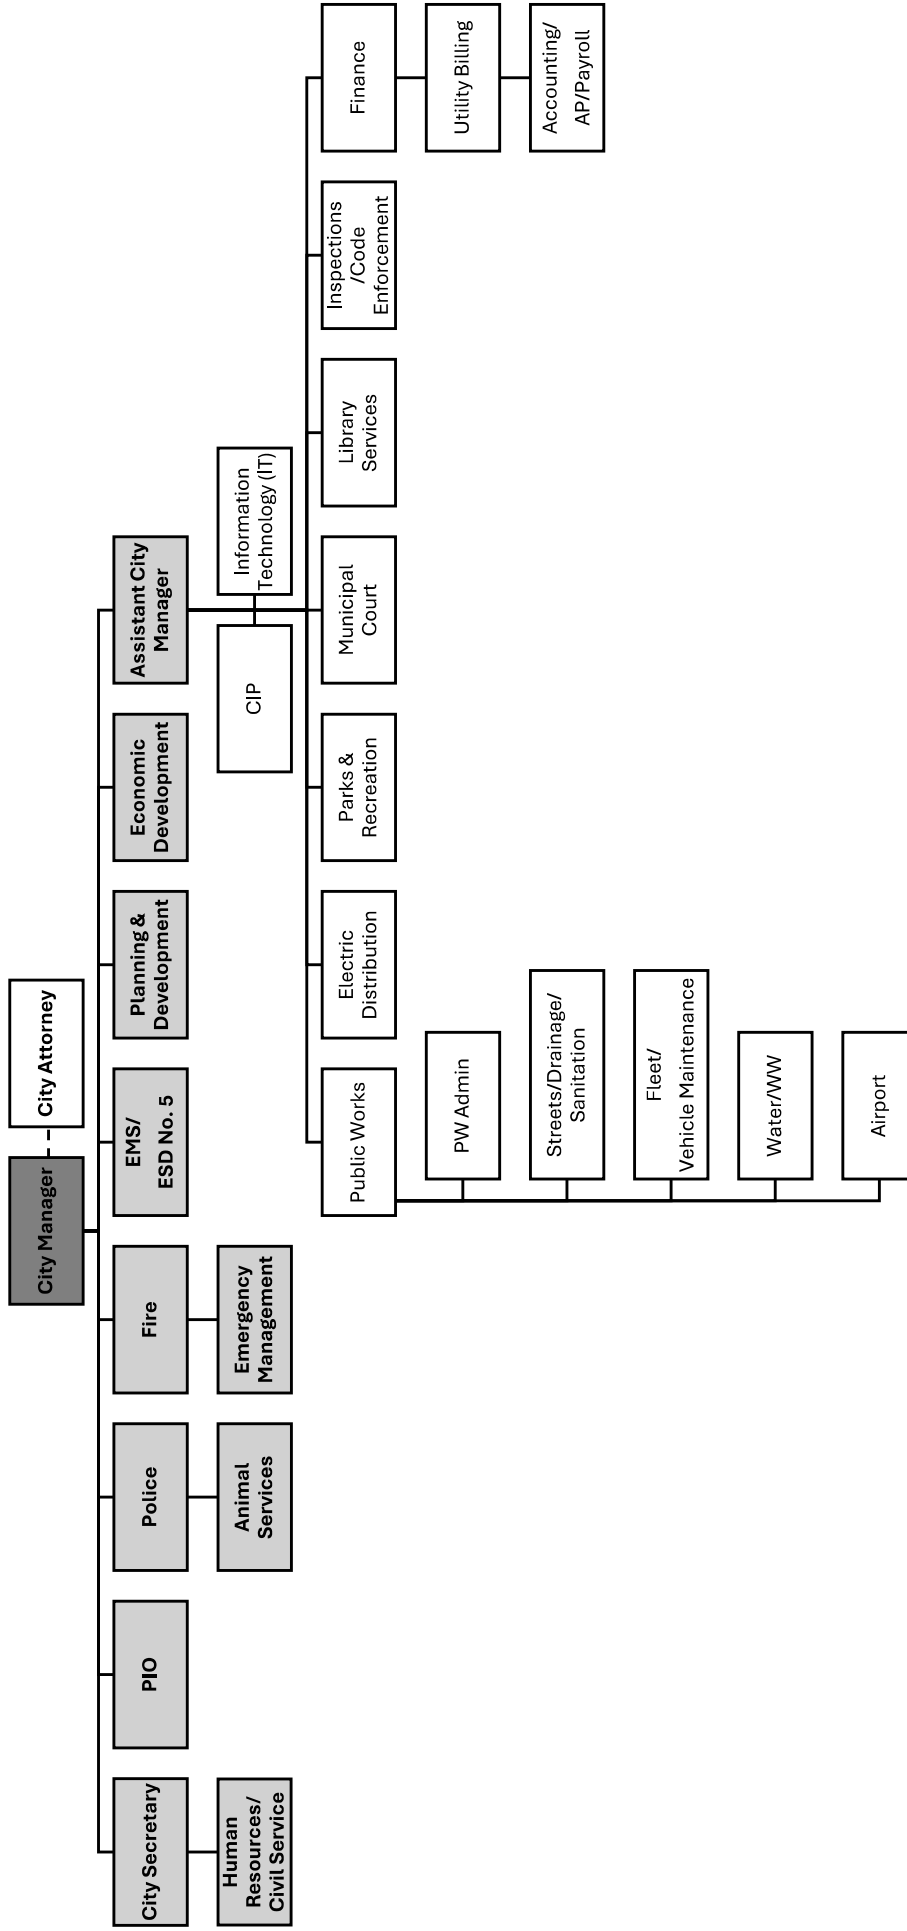 City Manager
City Attorney
City Secretary
PIO
Police
Fire
EMS/
ESD No. 5
Planning &
Development
Economic
Development
Assistant City
Manager
Human
Resources/
Civil Service
Animal
Services
Emergency
Management
CIP
Information
Technology (IT)
Public Works
Electric
Distribution
Parks &
Recreation
Municipal
Court
Library
Services
Inspections
/Code
Enforcement
Finance
PW Admin
Utility Billing
Streets/Drainage/
Sanitation
Accounting/
AP/Payroll
Fleet/
Vehicle Maintenance
Water/WW
Airport